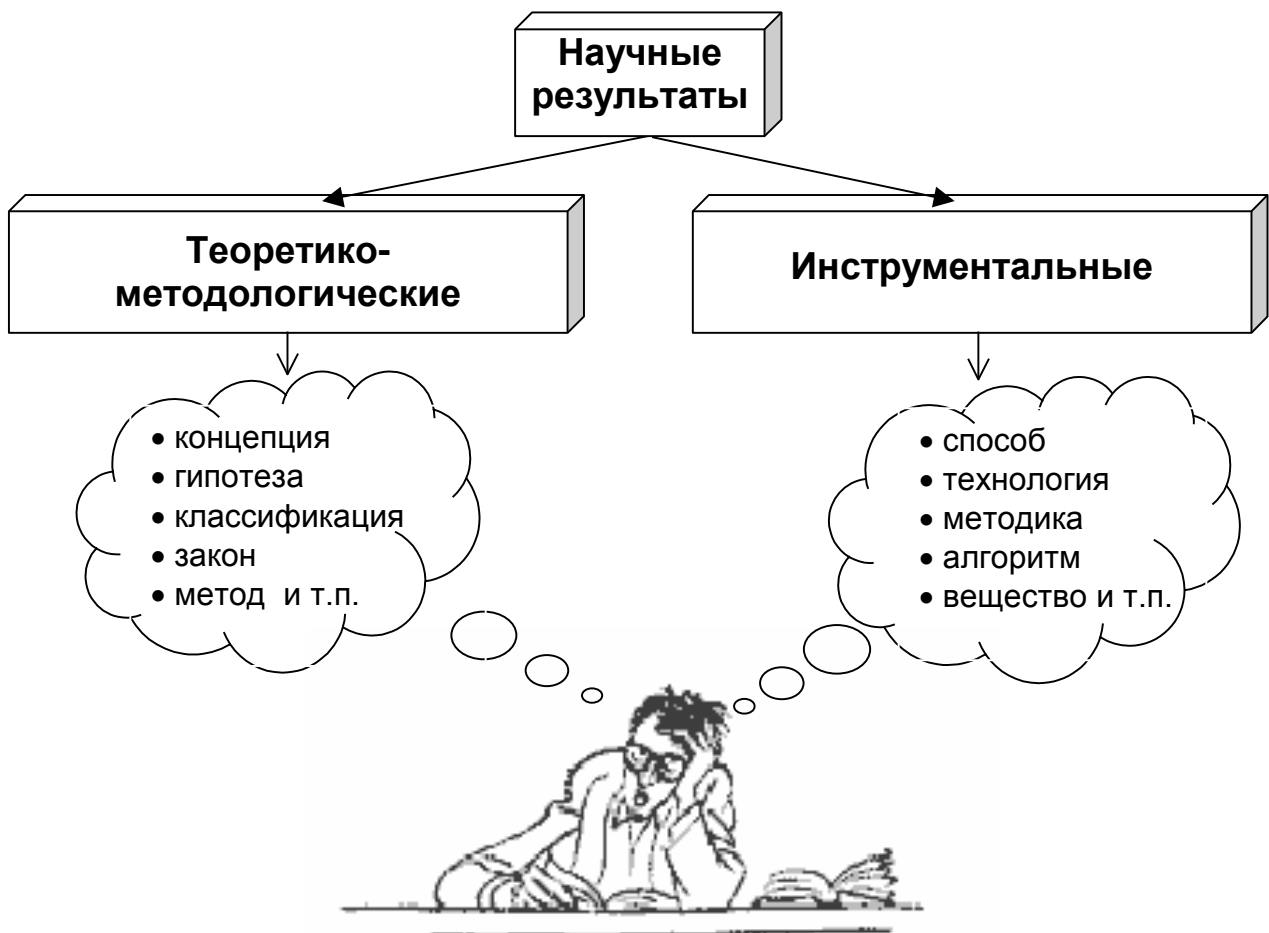 Научные
результаты
Теоретико-
методологические
Инструментальные
• концепция
• гипотеза
• классификация
• закон
• метод и т.п.
• способ
• технология
• методика
• алгоритм
• вещество и т.п.